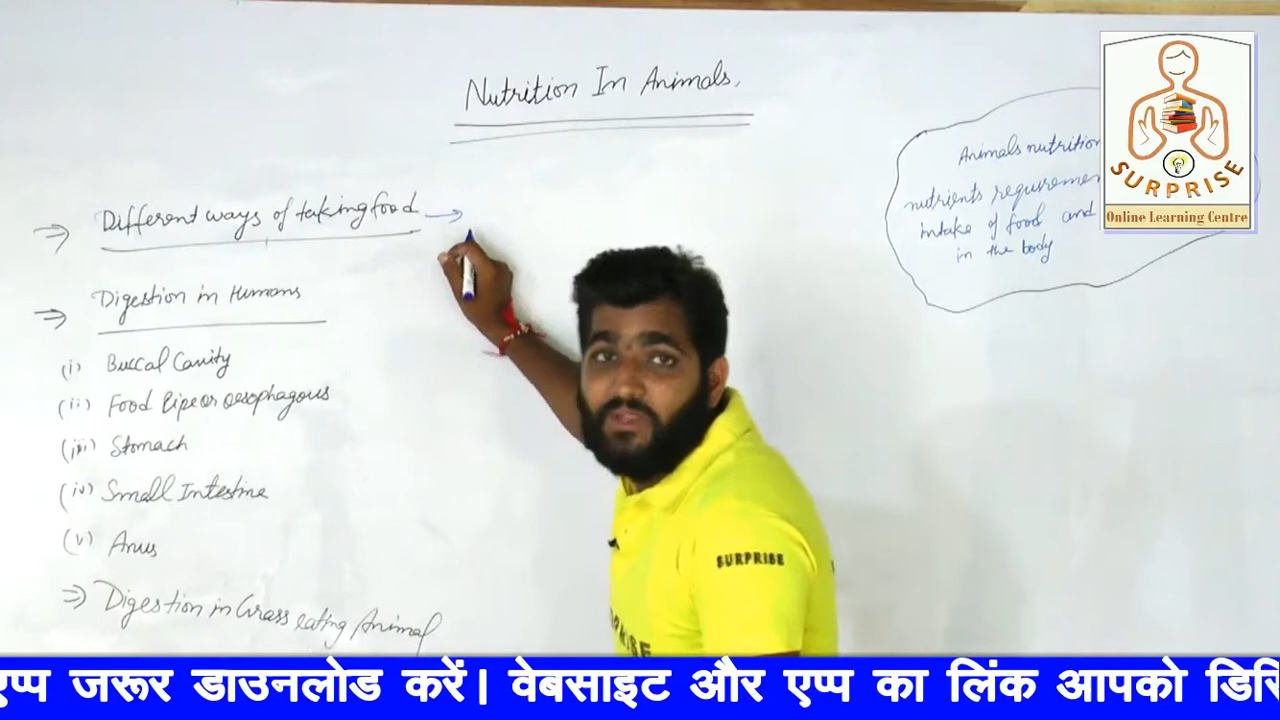 Nutrition In Animals.
Animals nutrition
nutrients requiremen
intake of food and
in the body
SURPRISE
Online Learning Centre
⇒ Different ways of taking food →
⇒ Digestion in Humans
(i) Buccal Cavity
(ii) Food Pipe or oesophagous
(iii) Stomach
(iv) Small Intestine
(v) Anus
⇒ Digestion in Grass eating Animal
SURPRISE
एप्प जरूर डाउनलोड करें| वेबसाइट और एप्प का लिंक आपको डिस्